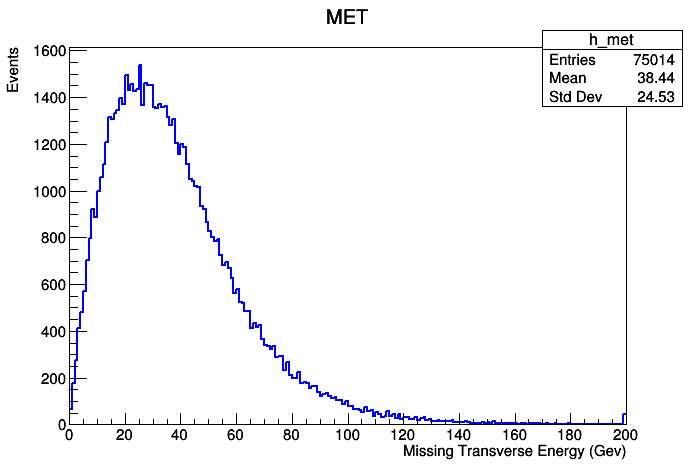 MET
h_met
Entries 75014
Mean 38.44
Std Dev 24.53
Events
1600
1400
1200
1000
800
600
400
200
0
0 20 40 60 80 100 120 140 160 180 200
Missing Transverse Energy (Gev)